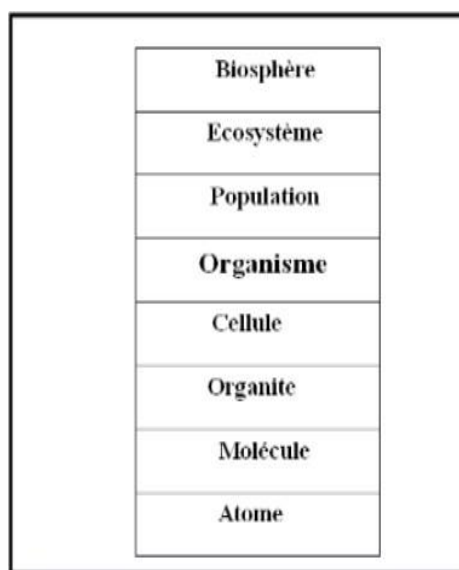 Biosphère
Ecosystème
Population
Organisme
Cellule
Organite
Molécule
Atome